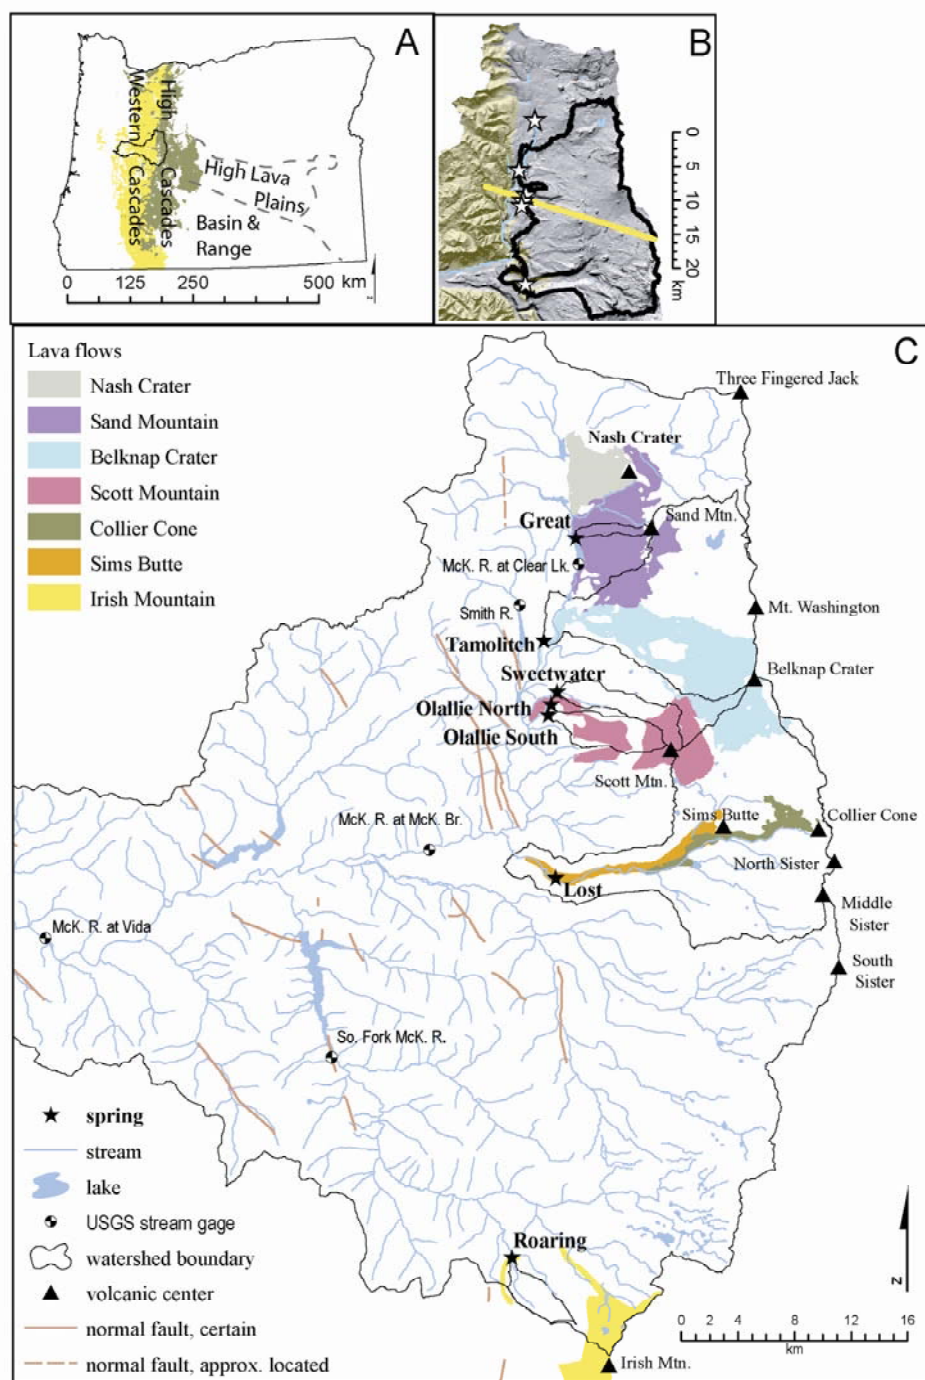 A
Western
Cascades
High
Cascades
High Lava
Plains
Basin &
Range
0 125 250 500 km
B
0
5
10
15
20
km
C
Lava flows
Nash Crater
Sand Mountain
Belknap Crater
Scott Mountain
Collier Cone
Sims Butte
Irish Mountain
Three Fingered Jack
Nash Crater
Great
Sand Mtn.
McK. R. at Clear Lk.
Smith R.
Mt. Washington
Tamolitch
Sweetwater
Belknap Crater
Olallie North
Olallie South
Scott Mtn.
McK. R. at McK. Br.
Sims Butte
Collier Cone
North Sister
Lost
Middle
Sister
McK. R. at Vida
South
Sister
So. Fork McK. R.
spring
stream
lake
USGS stream gage
watershed boundary
volcanic center
normal fault, certain
normal fault, approx. located
Roaring
Irish Mtn.
N
0 2 4 8 12 16
km